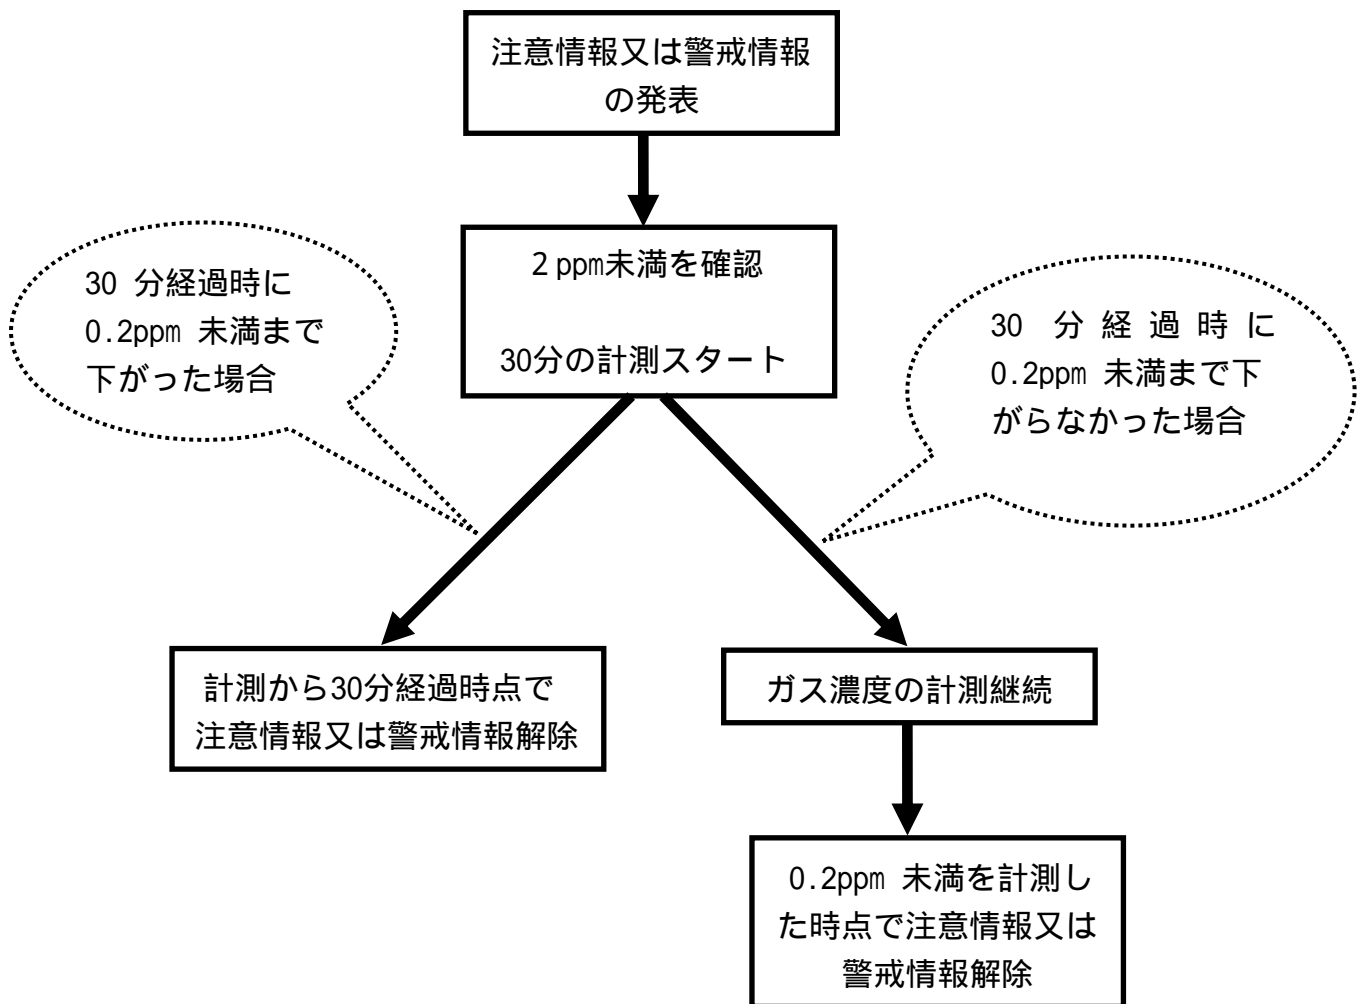 注意情報又は警戒情報
の発表
2 ppm未満を確認
30分の計測スタート
30 分経過時に
0.2ppm 未満まで
下がった場合
30 分 経 過 時 に
0.2ppm 未満まで下
がらなかった場合
計測から30分経過時点で
注意情報又は警戒情報解除
ガス濃度の計測継続
0.2ppm 未満を計測し
た時点で注意情報又は
警戒情報解除